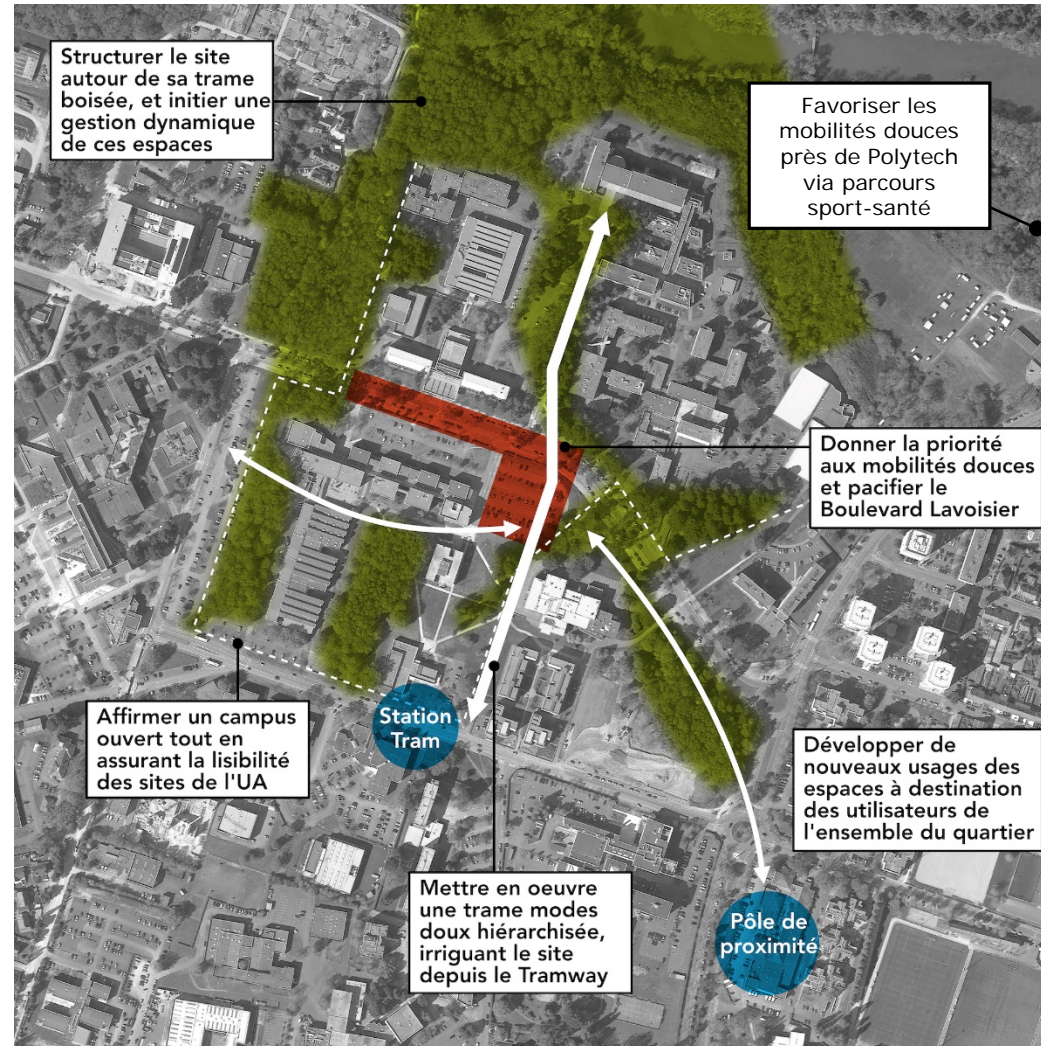 Structurer le site
autour de sa trame
boisée, et initier une
gestion dynamique
de ces espaces
Favoriser les
mobilités douces
près de Polytech
via parcours
sport-santé
Donner la priorité
aux mobilités douces
et pacifier le
Boulevard Lavoisier
Affirmer un campus
ouvert tout en
assurant la lisibilité
des sites de l'UA
Station
Tram
Développer de
nouveaux usages des
espaces à destination
des utilisateurs de
l'ensemble du quartier
Mettre en oeuvre
une trame modes
doux hiérarchisée,
irriguant le site
depuis le Tramway
Pôle de
proximité